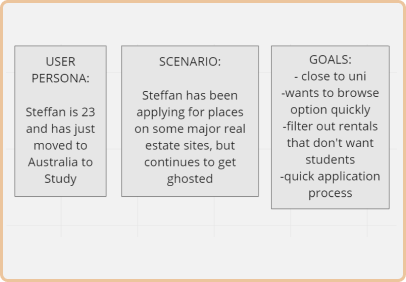 USER
PERSONA:
Steffan is 23
and has just
moved to
Australia to
Study
SCENARIO:
Steffan has been
applying for places
on some major real
estate sites, but
continues to get
ghosted
GOALS:
- close to uni
-wants to browse
option quickly
-filter out rentals
that don't want
students
-quick application
process